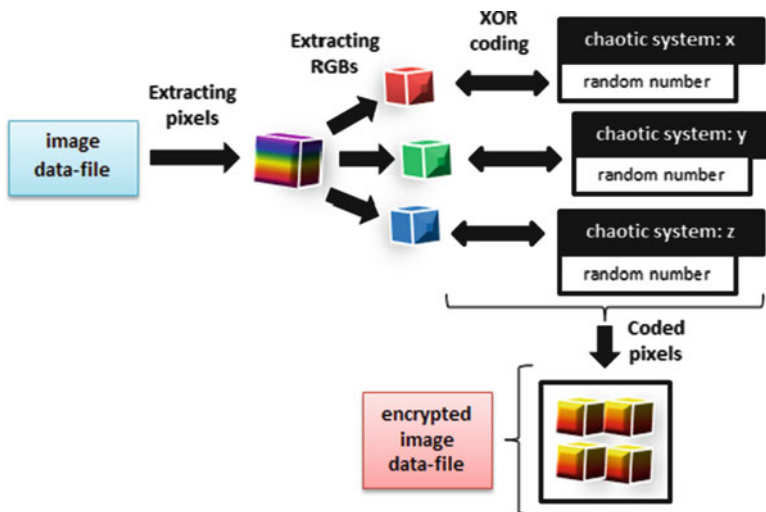 Extracting
RGBs
XOR
coding
chaotic system: x
random number
Extracting
pixels
image
data-file
chaotic system: y
random number
chaotic system: z
random number
Coded
pixels
encrypted
image
data-file